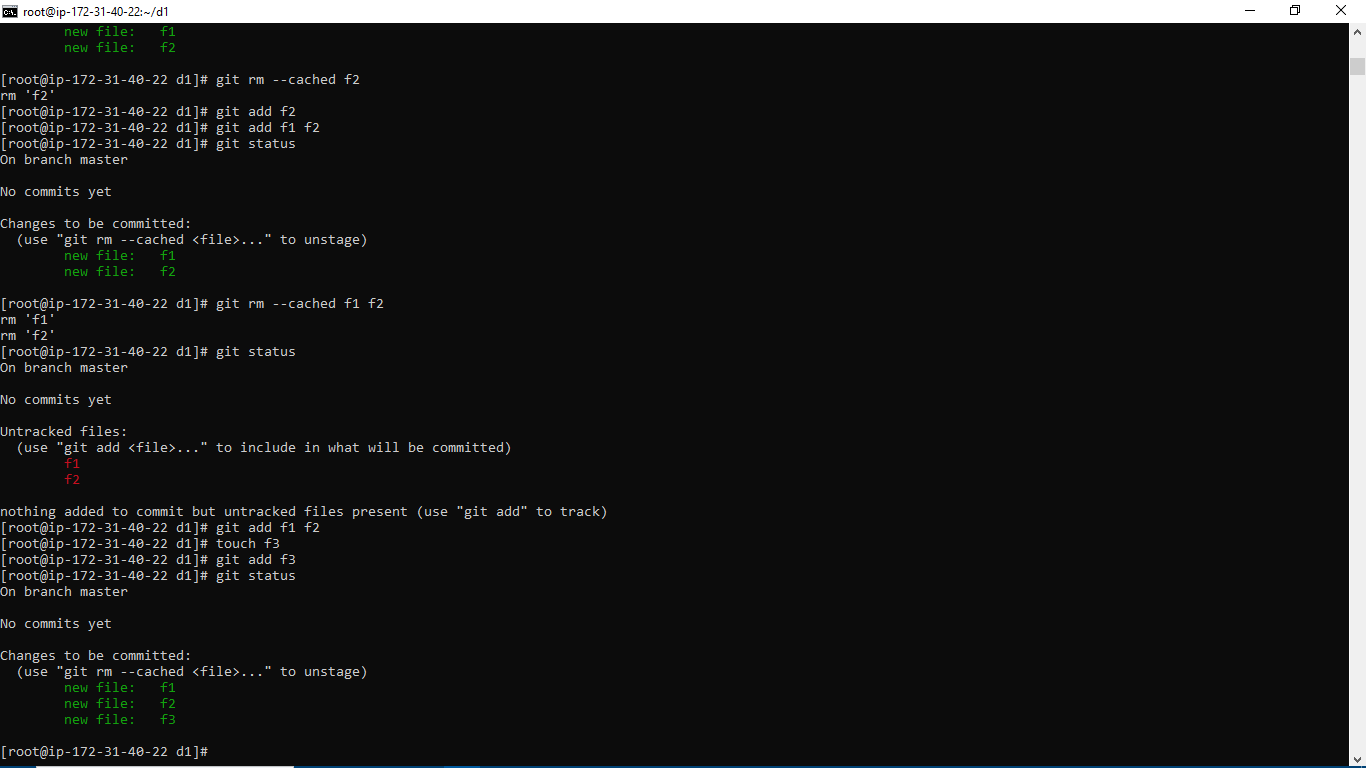 root@ip-172-31-40-22:~/d1
new file:   f1
new file:   f2
[root@ip-172-31-40-22 d1]# git rm --cached f2
rm 'f2'
[root@ip-172-31-40-22 d1]# git add f2
[root@ip-172-31-40-22 d1]# git add f1 f2
[root@ip-172-31-40-22 d1]# git status
On branch master
No commits yet
Changes to be committed:
  (use "git rm --cached <file>..." to unstage)
        new file:   f1
        new file:   f2
[root@ip-172-31-40-22 d1]# git rm --cached f1 f2
rm 'f1'
rm 'f2'
[root@ip-172-31-40-22 d1]# git status
On branch master
No commits yet
Untracked files:
  (use "git add <file>..." to include in what will be committed)
        f1
        f2
nothing added to commit but untracked files present (use "git add" to track)
[root@ip-172-31-40-22 d1]# git add f1 f2
[root@ip-172-31-40-22 d1]# touch f3
[root@ip-172-31-40-22 d1]# git add f3
[root@ip-172-31-40-22 d1]# git status
On branch master
No commits yet
Changes to be committed:
  (use "git rm --cached <file>..." to unstage)
        new file:   f1
        new file:   f2
        new file:   f3
[root@ip-172-31-40-22 d1]#